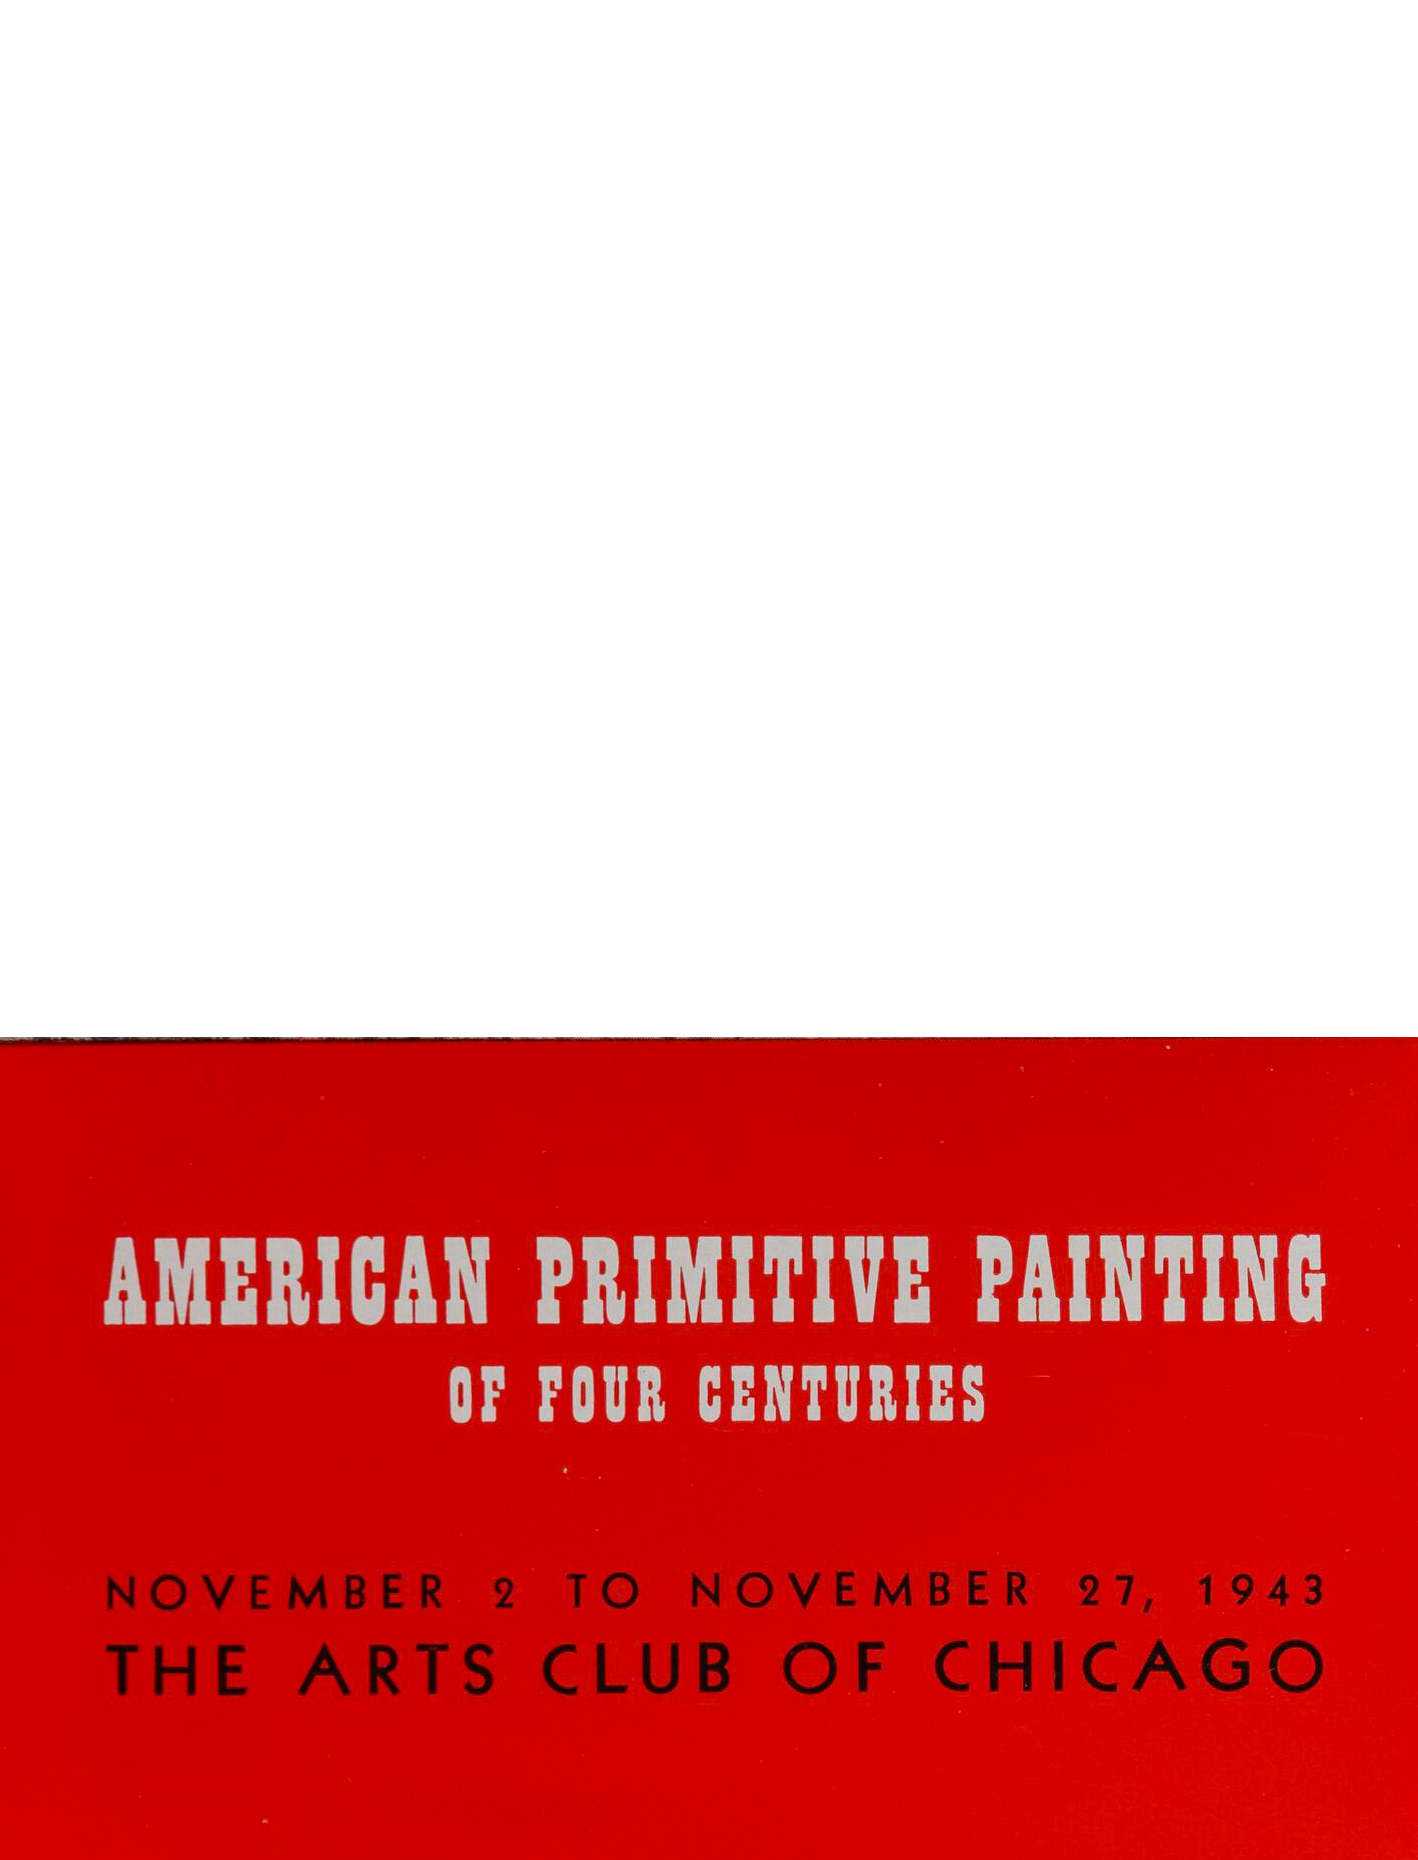 AMERICAN PRIMITIVE PAINTING
OF FOUR CENTURIES
NOVEMBER 2 TO NOVEMBER 27, 1943
THE ARTS CLUB OF CHICAGO